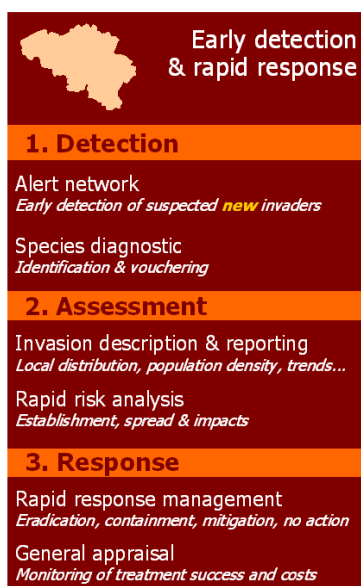 Early detection
& rapid response
1. Detection
Alert network
Early detection of suspected new invaders
Species diagnostic
Identification & vouchering
2. Assessment
Invasion description & reporting
Local distribution, population density, trends...
Rapid risk analysis
Establishment, spread & impacts
3. Response
Rapid response management
Eradication, containment, mitigation, no action
General appraisal
Monitoring of treatment success and costs